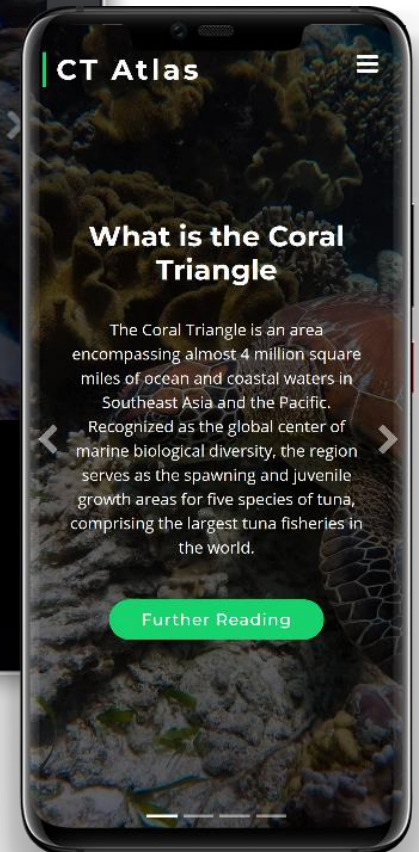 CT Atlas
What is the Coral
Triangle
The Coral Triangle is an area
encompassing almost 4 million square
miles of ocean and coastal waters in
Southeast Asia and the Pacific.
Recognized as the global center of
marine biological diversity, the region
serves as the spawning and juvenile
growth areas for five species of tuna,
comprising the largest tuna fisheries in
the world.
Further Reading